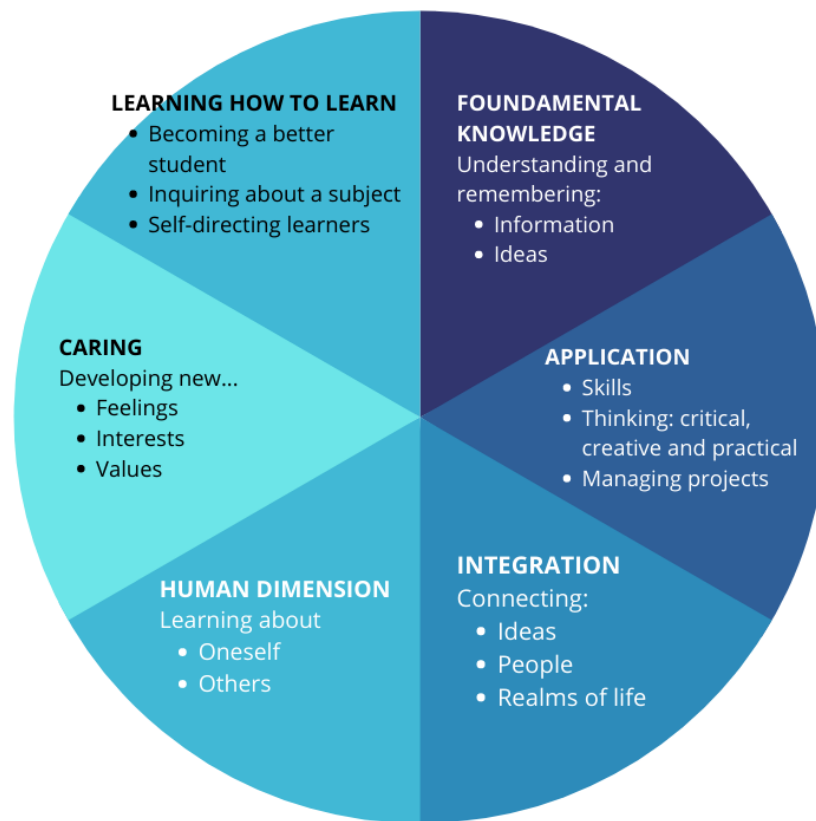 LEARNING HOW TO LEARN
• Becoming a better
student
• Inquiring about a subject
• Self-directing learners
FOUNDAMENTAL
KNOWLEDGE
Understanding and
remembering:
• Information
• Ideas
CARING
Developing new...
• Feelings
• Interests
• Values
APPLICATION
• Skills
• Thinking: critical,
creative and practical
• Managing projects
HUMAN DIMENSION
Learning about
• Oneself
• Others
INTEGRATION
Connecting:
• Ideas
• People
• Realms of life